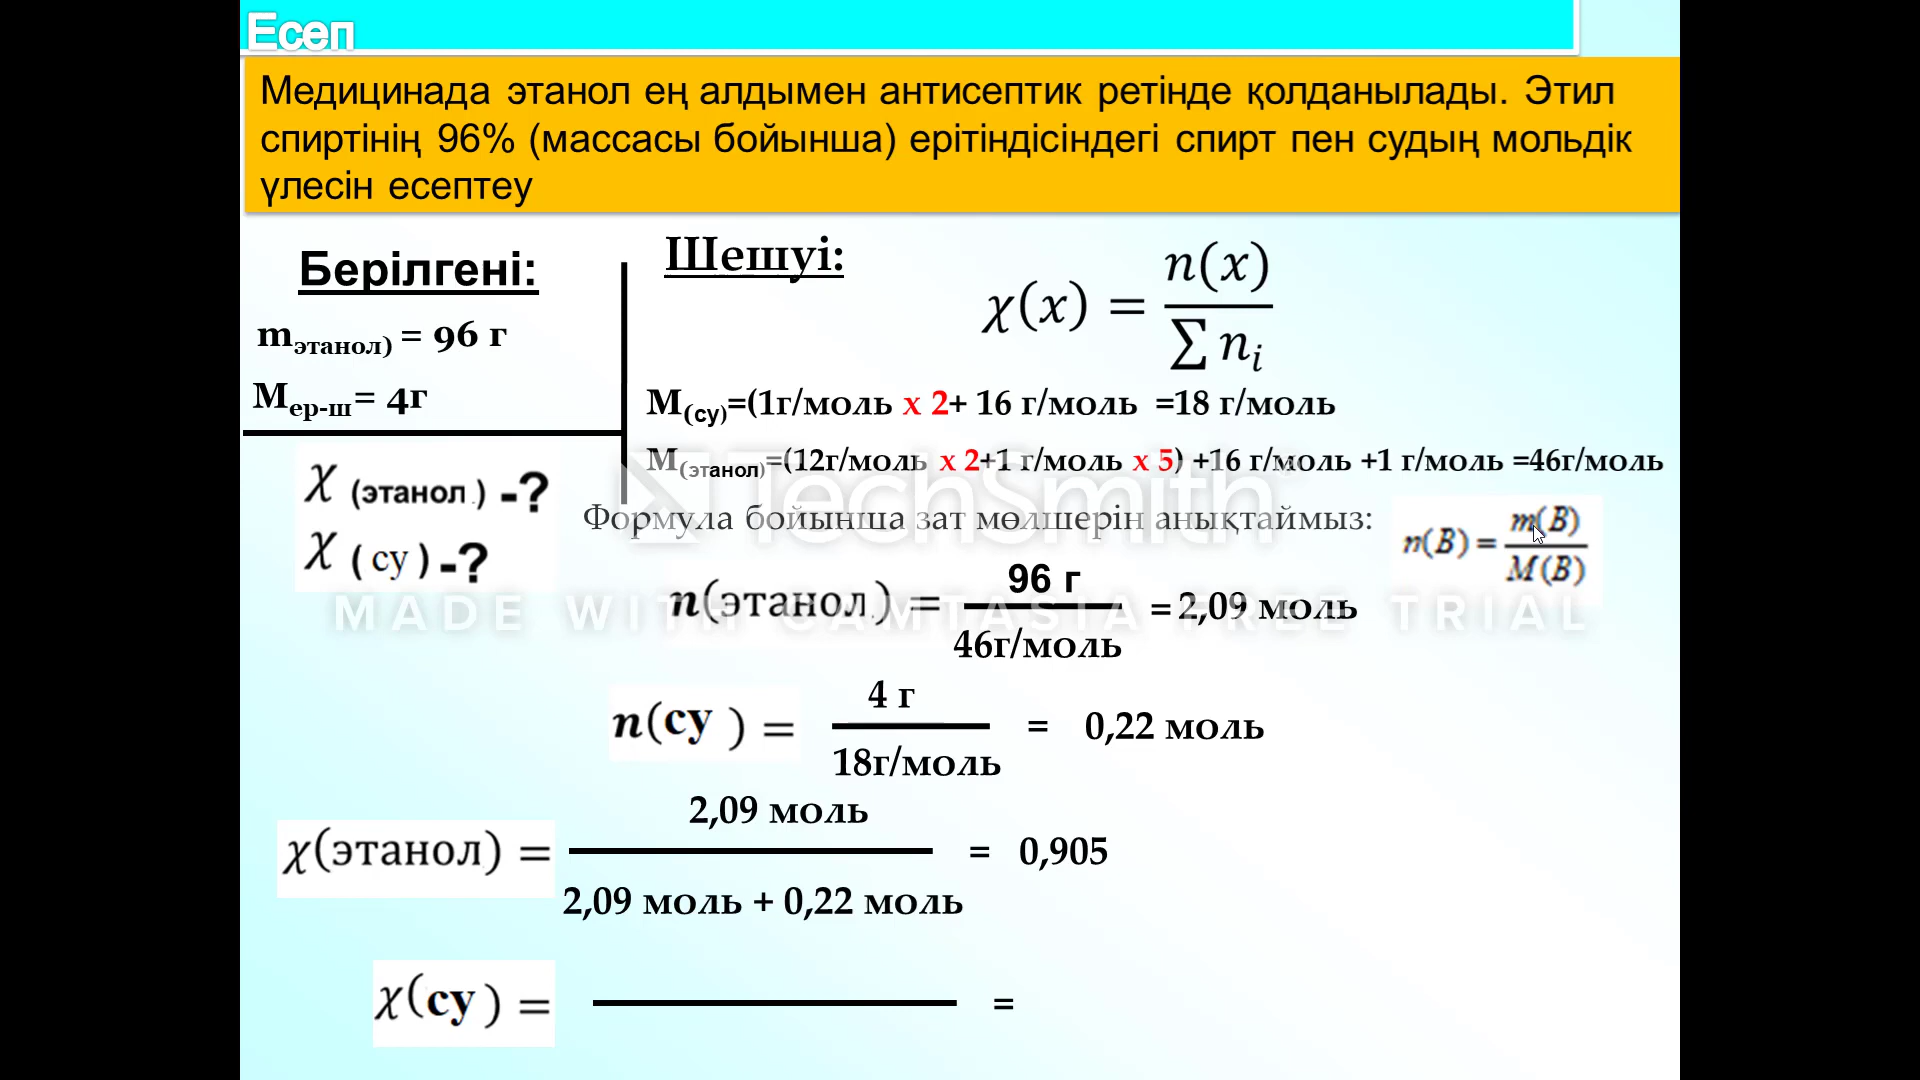 Есеп
Медицинада этанол ең алдымен антисептик ретінде қолданылады. Этил
спиртінің 96% (массасы бойынша) ерітіндісіндегі спирт пен судың мольдік
үлесін есептеу
Берілгені:
mэтанол) = 96 г
Mер-ш= 4г
χ (этанол.) -?
χ ( су ) -?
Шешуі:
χ(x) = n(x) / ∑ nᵢ
M(су)=(1г/моль х 2+ 16 г/моль =18 г/моль
M(этанол)=(12г/моль х 2+1 г/моль х 5) +16 г/моль +1 г/моль =46г/моль
TechSmith
Формула бойынша зат мөлшерін анықтаймыз:
n(B) = m(B) / M(B)
MADE WITH CAMTASIA FREE TRIAL
n(этанол.) = 96 г / 46г/моль = 2,09 моль
n(су ) = 4 г / 18г/моль = 0,22 моль
χ(этанол) = 2,09 моль / 2,09 моль + 0,22 моль = 0,905
χ(су ) = =